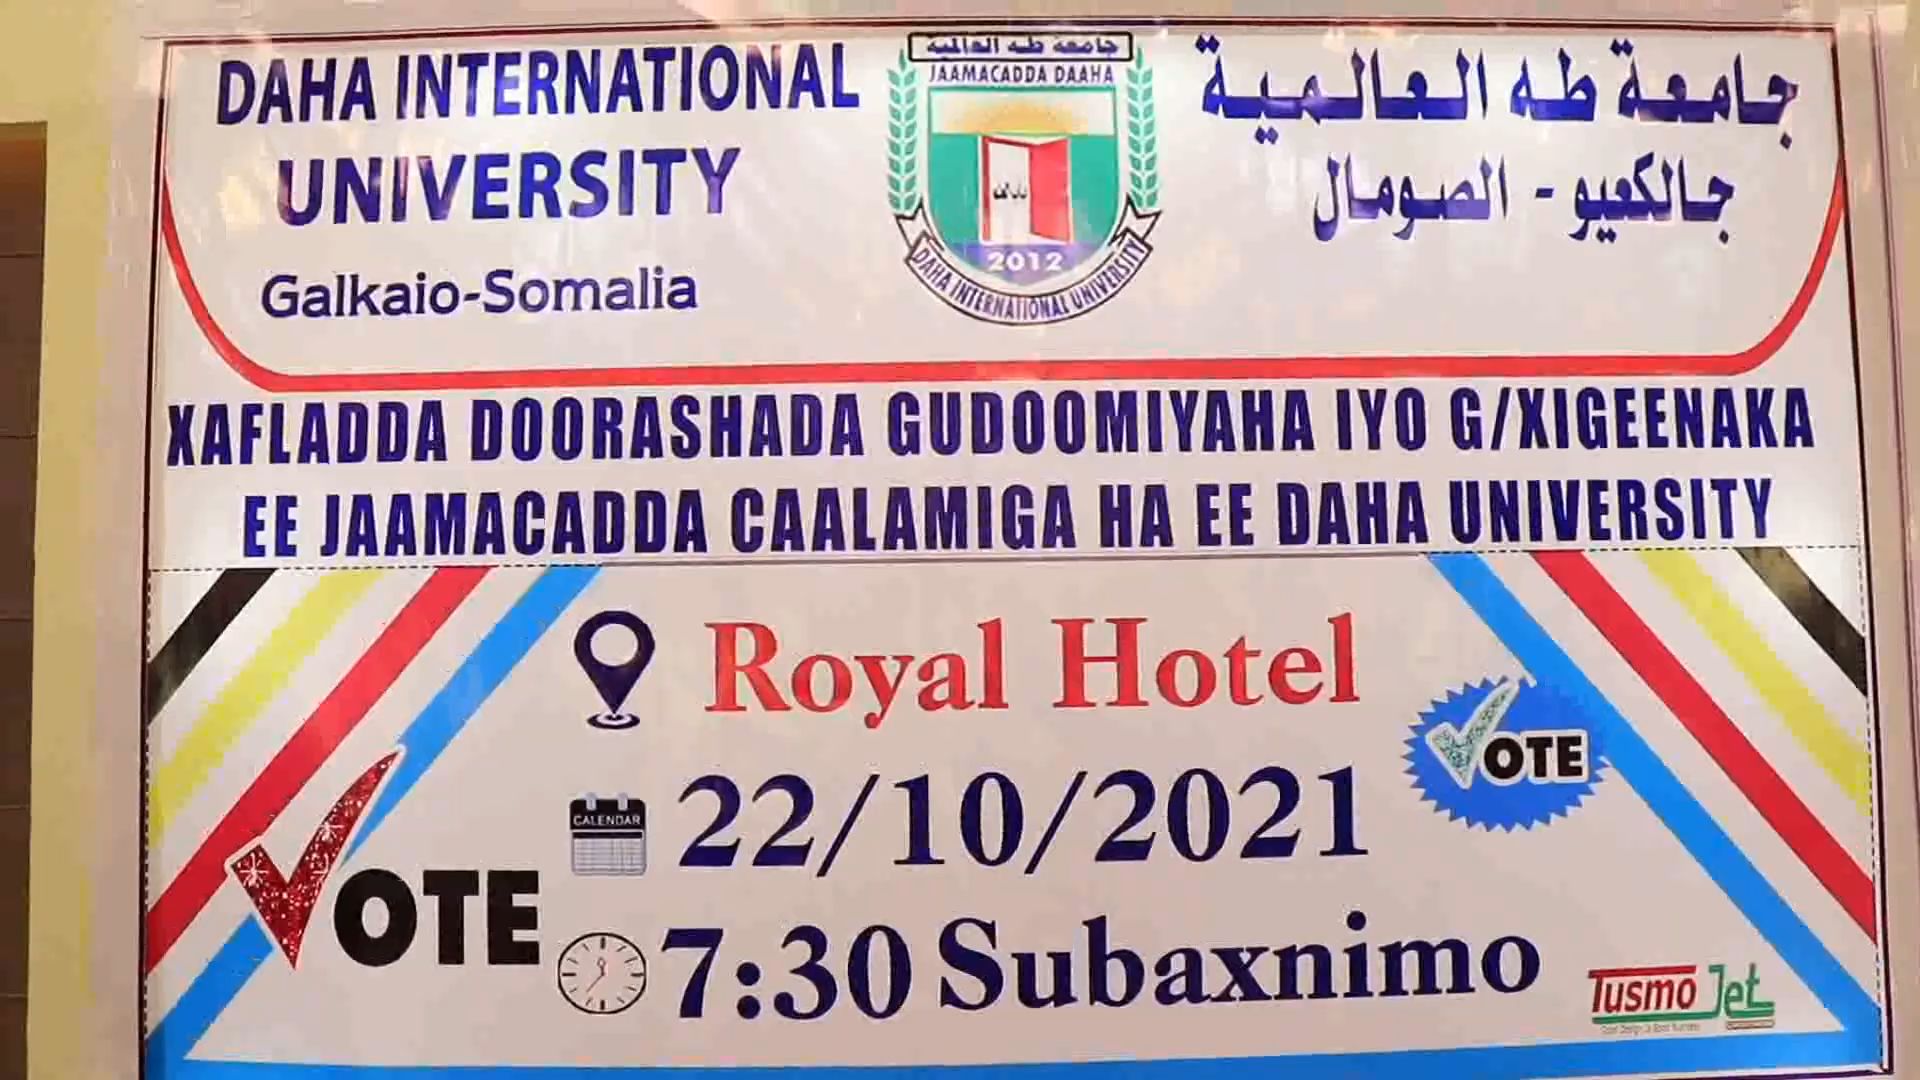 DAHA INTERNATIONAL
UNIVERSITY
Galkaio-Somalia
جامعة طه العالمية
JAAMACADDA DAAHA
2012
DAHA INTERNATIONAL UNIVERSITY
جامعة طه العالمية
جالكعيو - الصومال
XAFLADDA DOORASHADA GUDOOMIYAHA IYO G/XIGEENAKA
EE JAAMACADDA CAALAMIGA HA EE DAHA UNIVERSITY
Royal Hotel
VOTE
CALENDAR
22/10/2021
VOTE
7:30 Subaxnimo
Tusmo Jet